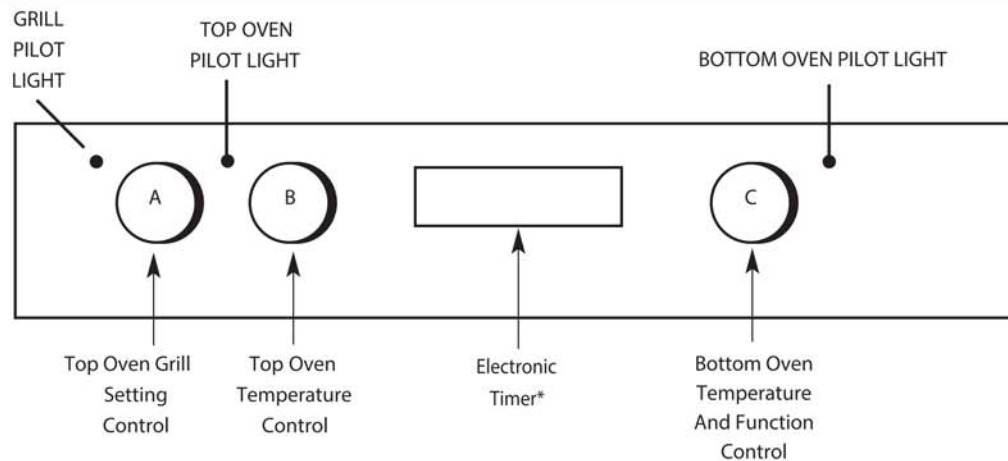 GRILL
PILOT
LIGHT
TOP OVEN
PILOT LIGHT
BOTTOM OVEN PILOT LIGHT
A
B
C
Top Oven Grill
Setting
Control
Top Oven
Temperature
Control
Electronic
Timer*
Bottom Oven
Temperature
And Function
Control